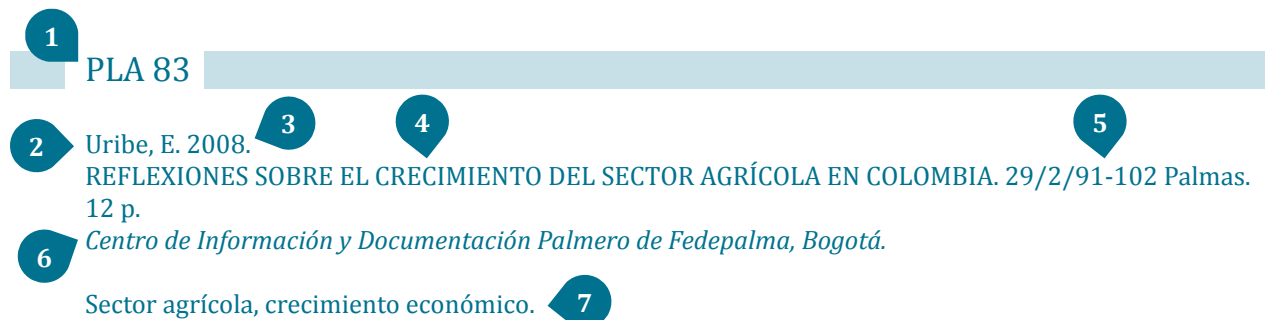 1
PLA 83
3 4 5
2 Uribe, E. 2008.
REFLEXIONES SOBRE EL CRECIMIENTO DEL SECTOR AGRÍCOLA EN COLOMBIA. 29/2/91-102 Palmas.
12 p.
6 Centro de Información y Documentación Palmero de Fedepalma, Bogotá.
Sector agrícola, crecimiento económico. 7